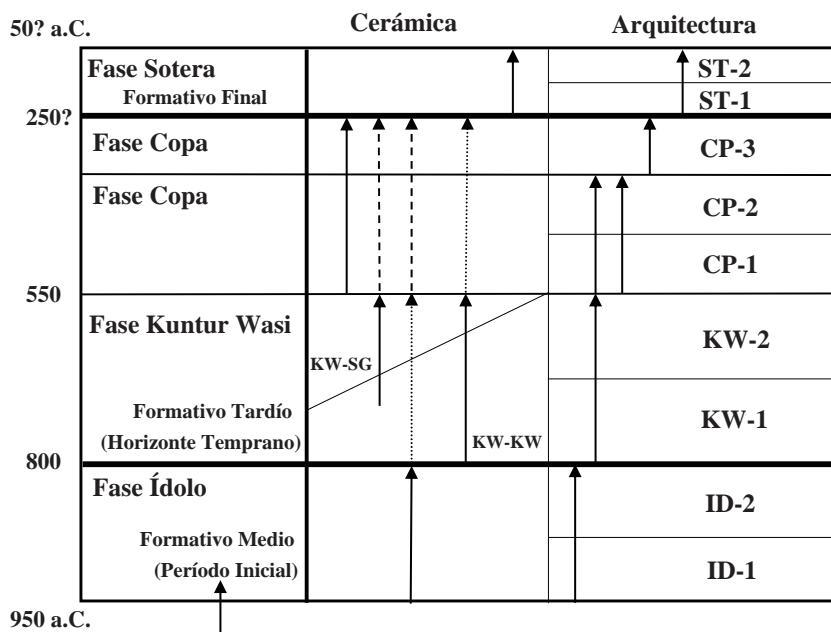 50? a.C.
Cerámica
Arquitectura
Fase Sotera
Formativo Final
ST-2
ST-1
250?
Fase Copa
CP-3
Fase Copa
CP-2
CP-1
550
Fase Kuntur Wasi
KW-2
KW-SG
Formativo Tardío
(Horizonte Temprano)
KW-KW
KW-1
800
Fase Ídolo
ID-2
Formativo Medio
(Período Inicial)
ID-1
950 a.C.